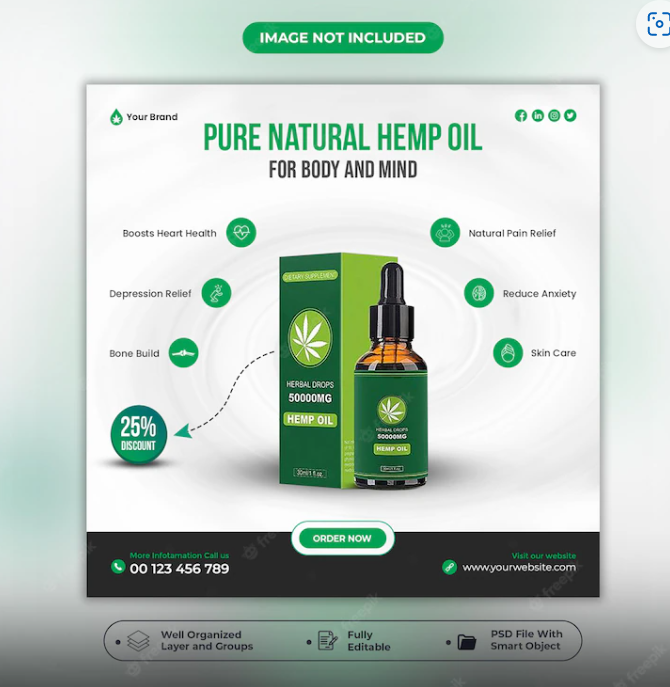 IMAGE NOT INCLUDED
Your Brand
PURE NATURAL HEMP OIL
FOR BODY AND MIND
Boosts Heart Health
Natural Pain Relief
Depression Relief
Reduce Anxiety
Bone Build
Skin Care
DIETARY SUPPLEMENT
HERBAL DROPS
50000MG
HEMP OIL
30ml/1 fl oz
HERBAL DROPS
50000MG
HEMP OIL
25%
DISCOUNT
ORDER NOW
More Infotamation Call us
00 123 456 789
Visit our website
www.yourwebsite.com
Well Organized
Layer and Groups
Fully
Editable
PSD File With
Smart Object
freepik